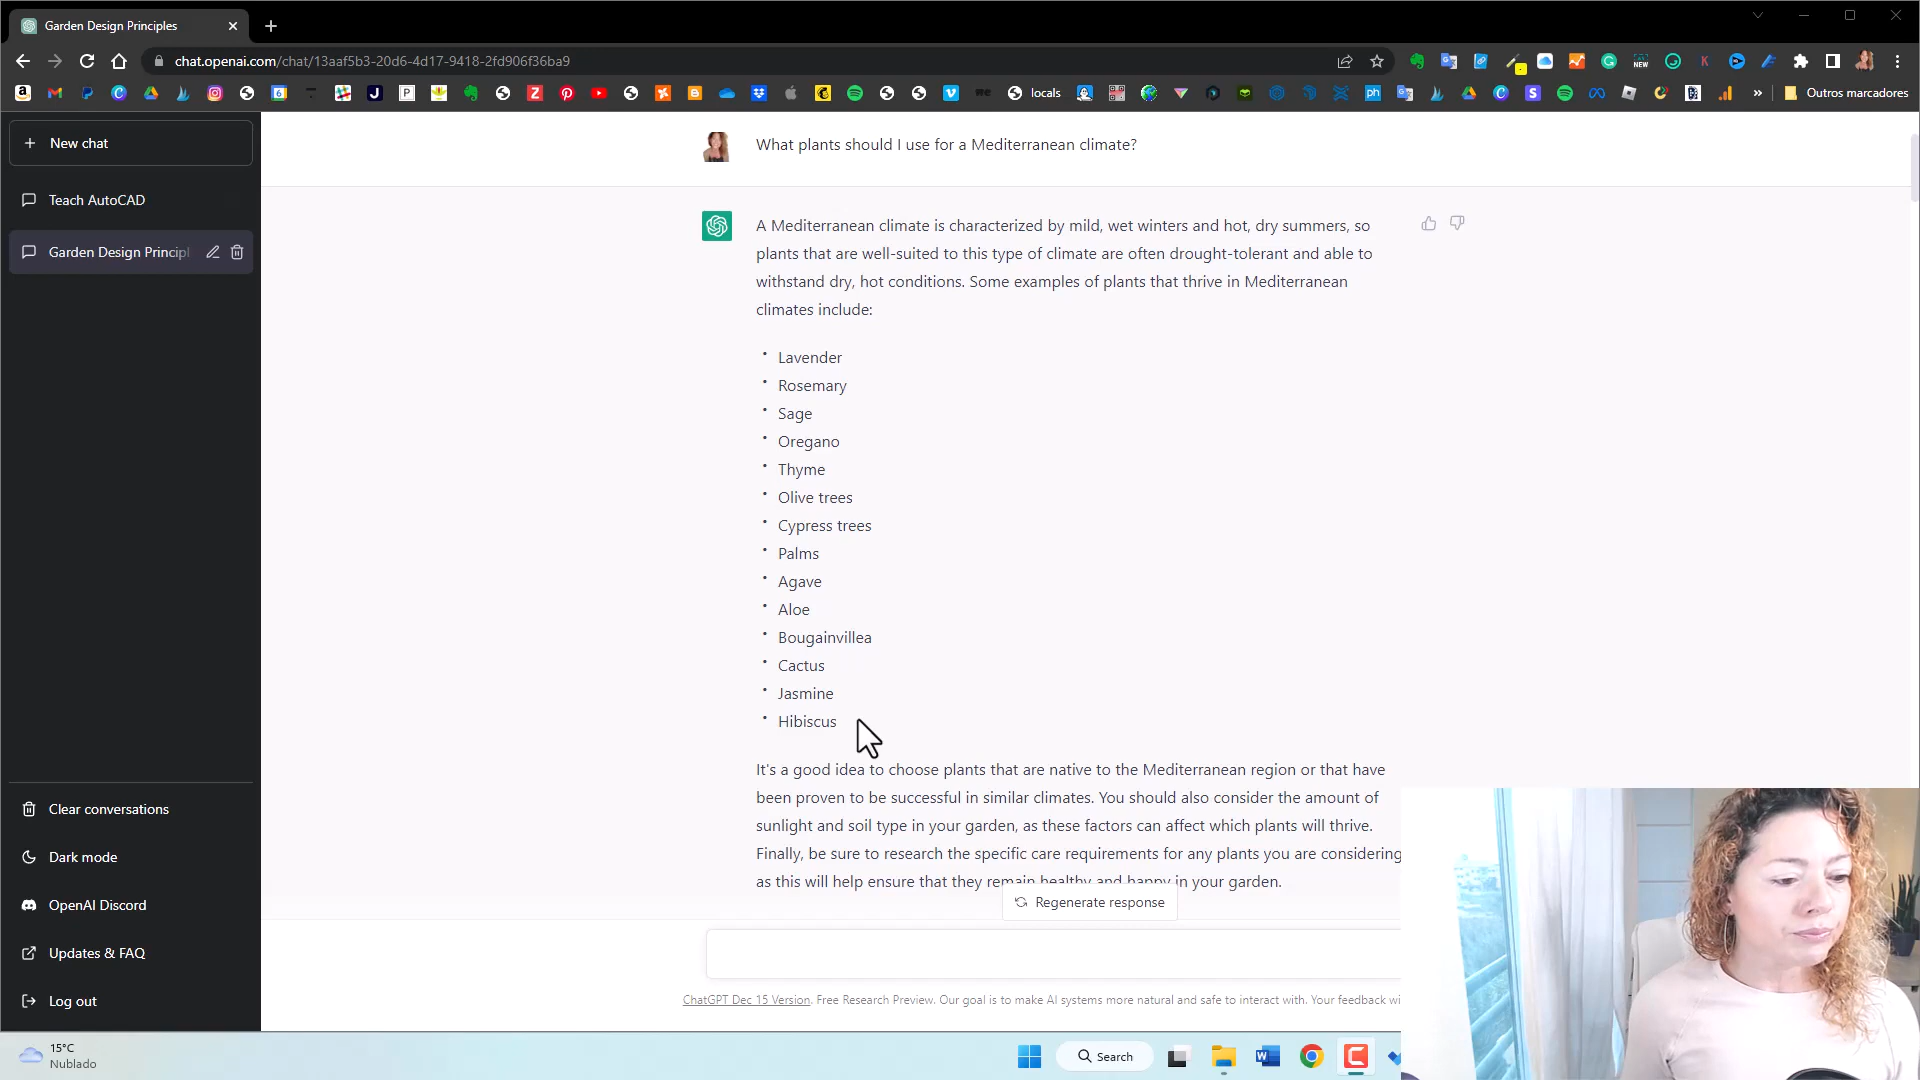 Garden Design Principles
chat.openai.com/chat/13aaf5b3-20d6-4d17-9418-2fd906f36ba9
locals
Outros marcadores
New chat
Teach AutoCAD
Garden Design Principl
Clear conversations
Dark mode
OpenAI Discord
Updates & FAQ
Log out
What plants should I use for a Mediterranean climate?
A Mediterranean climate is characterized by mild, wet winters and hot, dry summers, so
plants that are well-suited to this type of climate are often drought-tolerant and able to
withstand dry, hot conditions. Some examples of plants that thrive in Mediterranean
climates include:
• Lavender
• Rosemary
• Sage
• Oregano
• Thyme
• Olive trees
• Cypress trees
• Palms
• Agave
• Aloe
• Bougainvillea
• Cactus
• Jasmine
• Hibiscus
It's a good idea to choose plants that are native to the Mediterranean region or that have
been proven to be successful in similar climates. You should also consider the amount of
sunlight and soil type in your garden, as these factors can affect which plants will thrive.
Finally, be sure to research the specific care requirements for any plants you are considering
as this will help ensure that they remain healthy and happy in your garden.
Regenerate response
ChatGPT Dec 15 Version. Free Research Preview. Our goal is to make AI systems more natural and safe to interact with. Your feedback wi
15°C
Nublado
Search